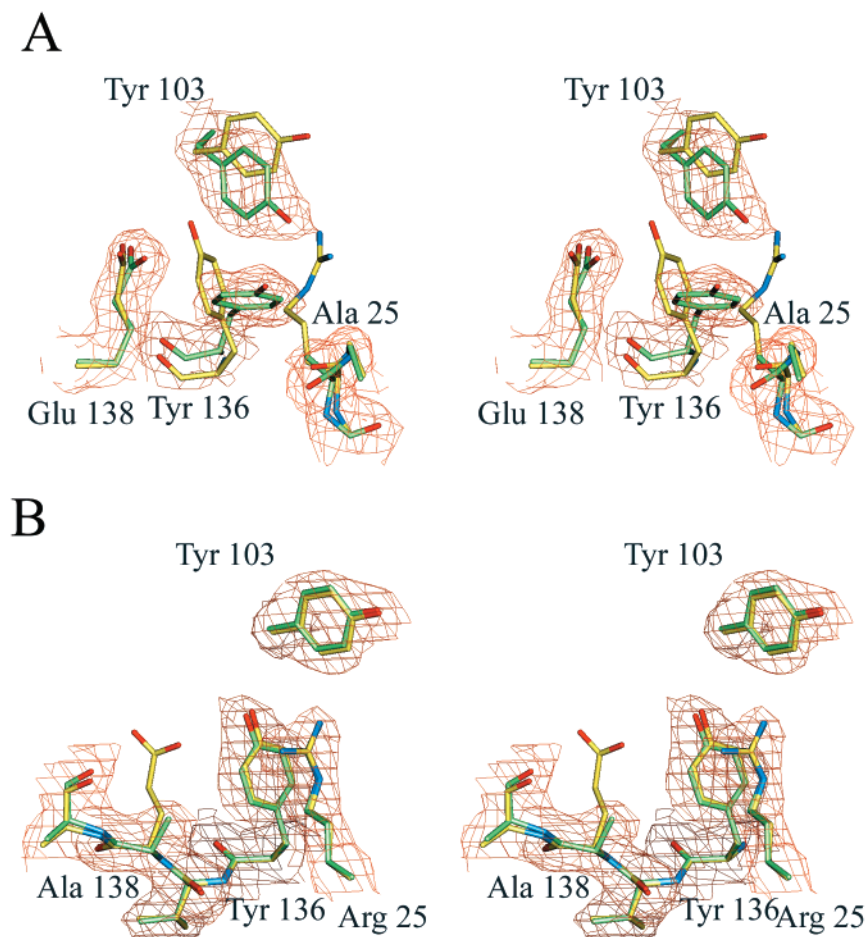 A
Tyr 103 Tyr 103
Ala 25 Ala 25
Glu 138 Tyr 136 Glu 138 Tyr 136
B
Tyr 103 Tyr 103
Ala 138 Tyr 136 Arg 25 Ala 138 Tyr 136 Arg 25